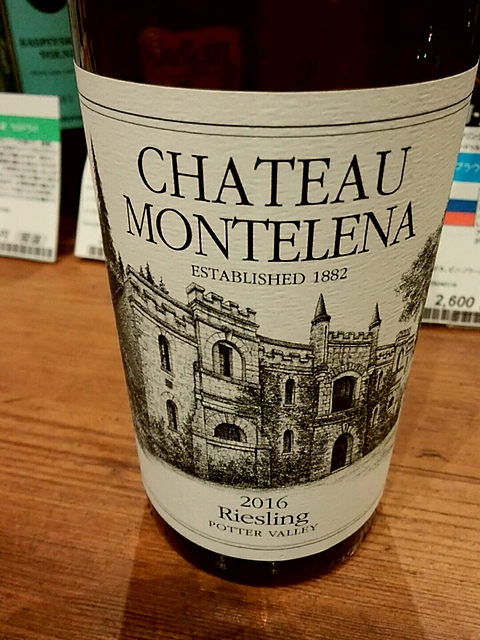 CHATEAU
MONTELENA
ESTABLISHED 1882
2016
Riesling
POTTER VALLEY
2,600